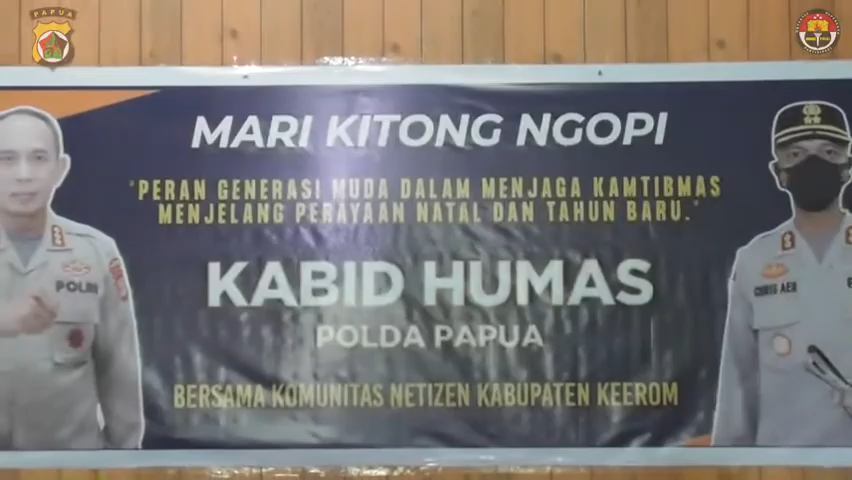 PAPUA
MARI KITONG NGOPI
"PERAN GENERASI MUDA DALAM MENJAGA KAMTIBMAS
MENJELANG PERAYAAN NATAL DAN TAHUN BARU."
KABID HUMAS
POLDA PAPUA
BERSAMA KOMUNITAS NETIZEN KABUPATEN KEEROM